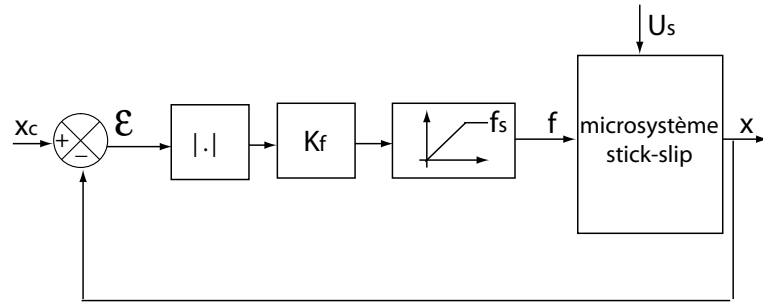 Us
xc
+
−
ε
|.|
Kf
fs
f
microsystème
stick-slip
x